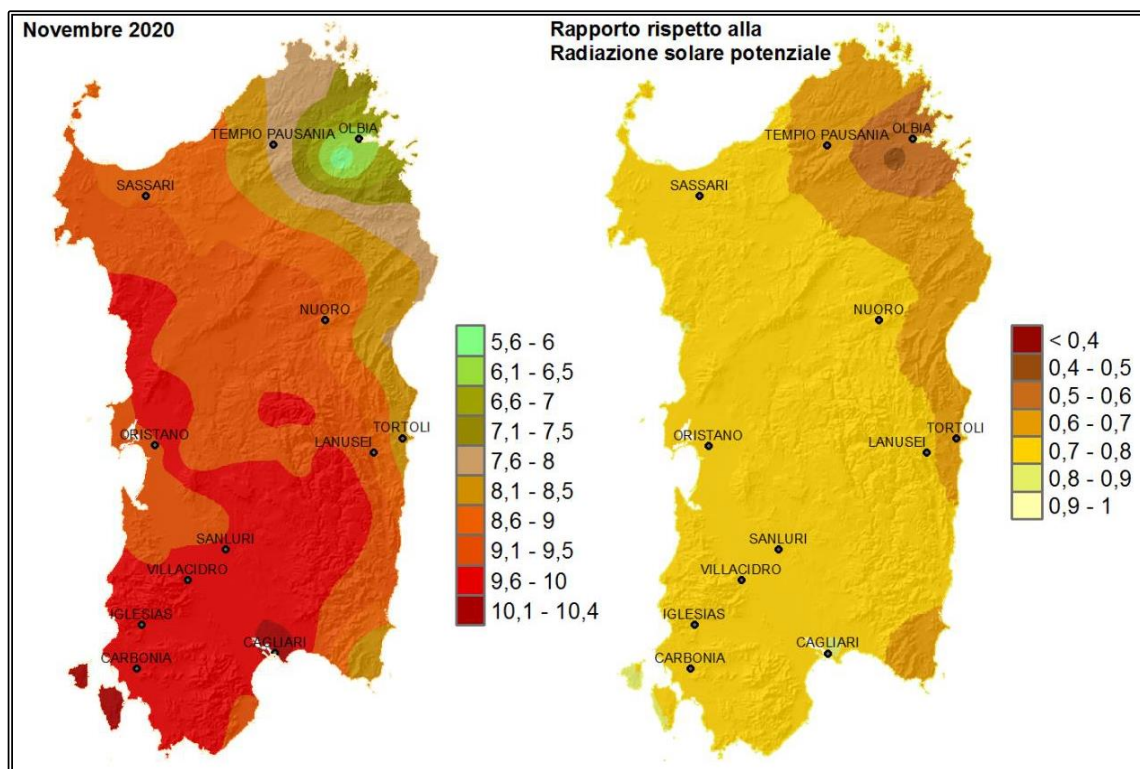 Novembre 2020
TEMPIO PAUSANIA
OLBIA
SASSARI
NUORO
ORISTANO
LANUSEI
TORTOLI
SANLURI
VILLACIDRO
IGLESIAS
CARBONIA
CAGLIARI
5,6 - 6
6,1 - 6,5
6,6 - 7
7,1 - 7,5
7,6 - 8
8,1 - 8,5
8,6 - 9
9,1 - 9,5
9,6 - 10
10,1 - 10,4
Rapporto rispetto alla
Radiazione solare potenziale
TEMPIO PAUSANIA
OLBIA
SASSARI
NUORO
ORISTANO
LANUSEI
TORTOLI
SANLURI
VILLACIDRO
IGLESIAS
CARBONIA
CAGLIARI
< 0,4
0,4 - 0,5
0,5 - 0,6
0,6 - 0,7
0,7 - 0,8
0,8 - 0,9
0,9 - 1